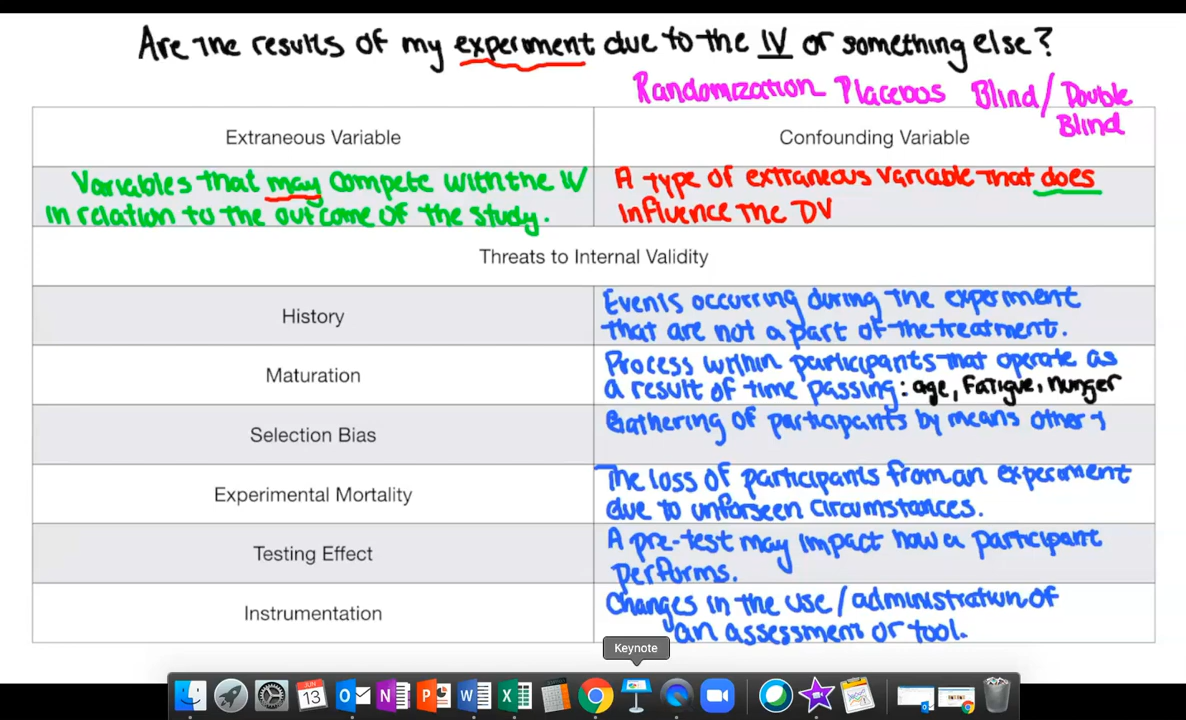 Are the results of my experiment due to the IV or something else?
Randomization Placebos Blind/Double
Blind
Extraneous Variable
Confounding Variable
Variables that may compete with the IV
in relation to the outcome of the study.
A type of extraneous variable that does
influence the DV
Threats to Internal Validity
History
Events occurring during the experiment
that are not a part of the treatment.
Maturation
Process within participants that operate as
a result of time passing: age, Fatigue, hunger
Selection Bias
Gathering of participants by means other
Experimental Mortality
The loss of participants from an experiment
due to unforseen circumstances.
Testing Effect
A pre-test may impact how a participant
performs.
Instrumentation
Changes in the use/administration of
an assessment or tool.
Keynote
JUN
13